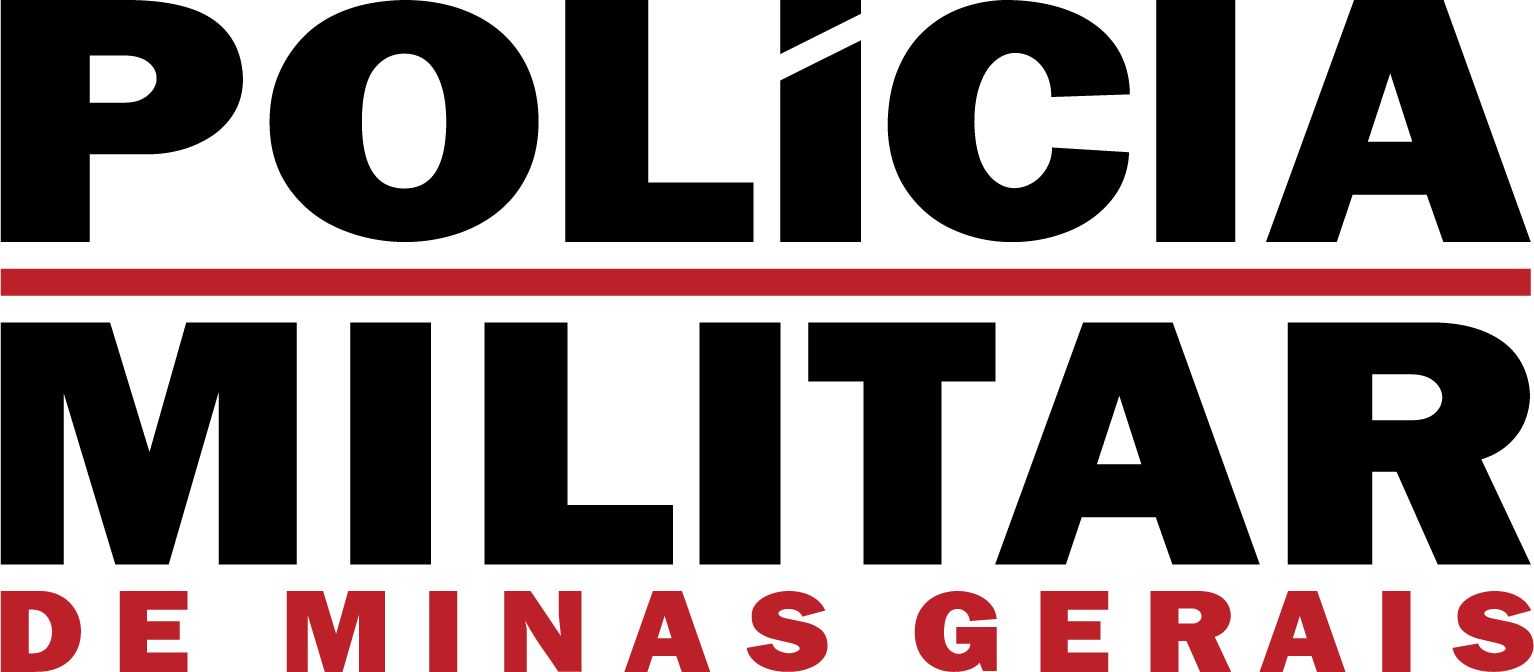 POLÍCIA
MILITAR
DE MINAS GERAIS